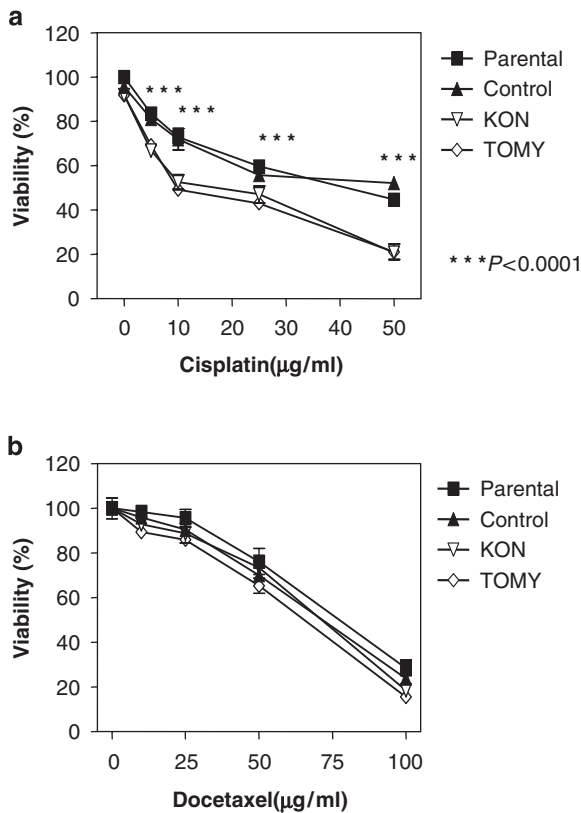 a
120
100
80
60
40
20
0
Viability (%)
* * *
* * *
* * *
* * *
0 10 20 30 40 50
Cisplatin(μg/ml)
Parental
Control
KON
TOMY
* * *P<0.0001
b
120
100
80
60
40
20
0
Viability (%)
0 25 50 75 100
Docetaxel(μg/ml)
Parental
Control
KON
TOMY